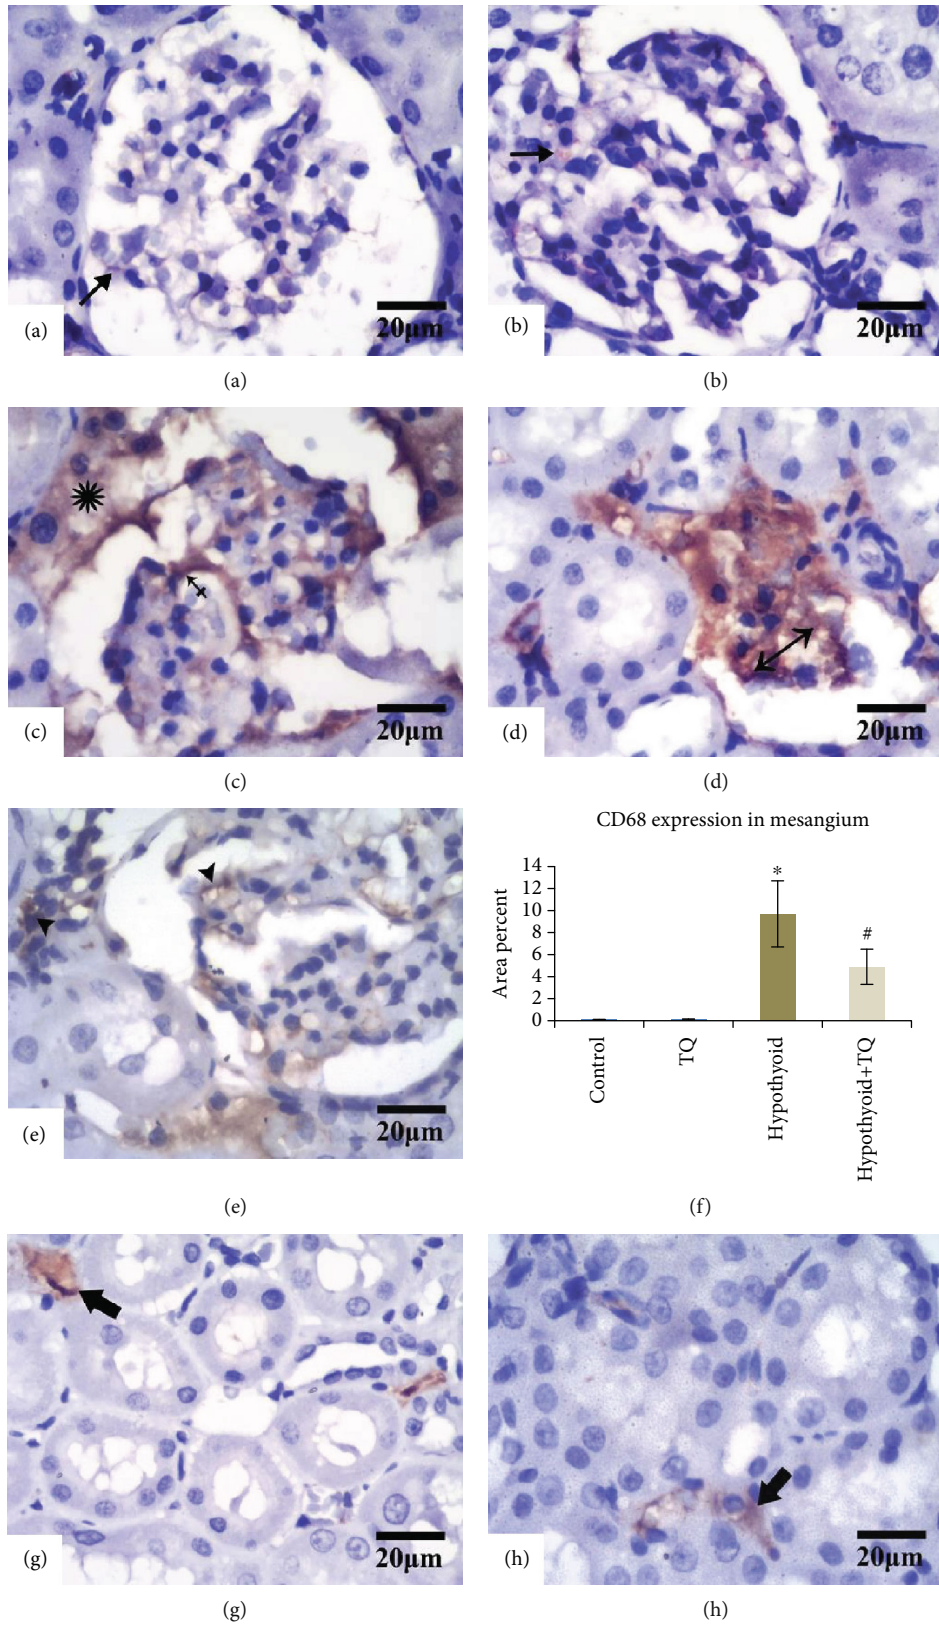 (a)
20μm
(a)
(b)
20μm
(b)
(c)
20μm
(c)
(d)
20μm
(d)
(e)
20μm
(e)
CD68 expression in mesangium
Area percent
14
12
10
8
6
4
2
0
*
#
Control
TQ
Hypothyoid
Hypothyoid+TQ
(f)
(g)
20μm
(g)
(h)
20μm
(h)